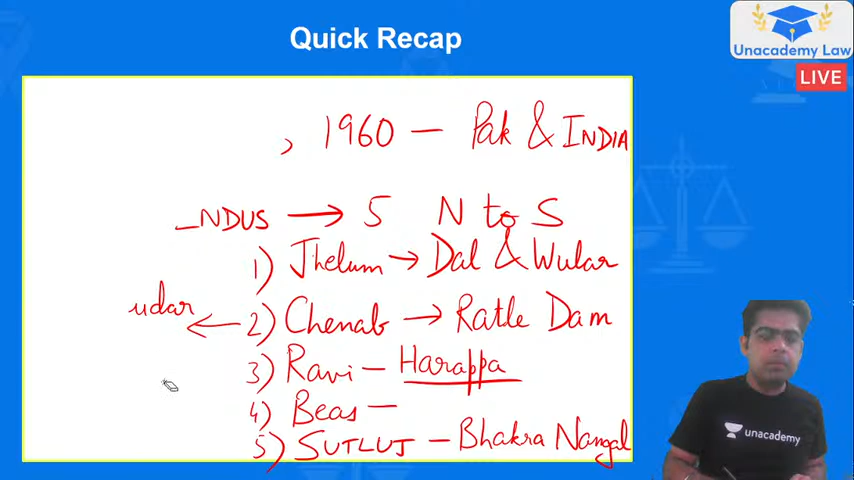 Quick Recap
Unacademy Law
LIVE
, 1960 — Pak & INDIA
NDUS → 5 N to S
1) Jhelum → Dal & Wular
udar ← 2) Chenab → Ratle Dam
3) Ravi — Harappa
4) Beas —
5) SUTLUJ — Bhakra Nangal
unacademy